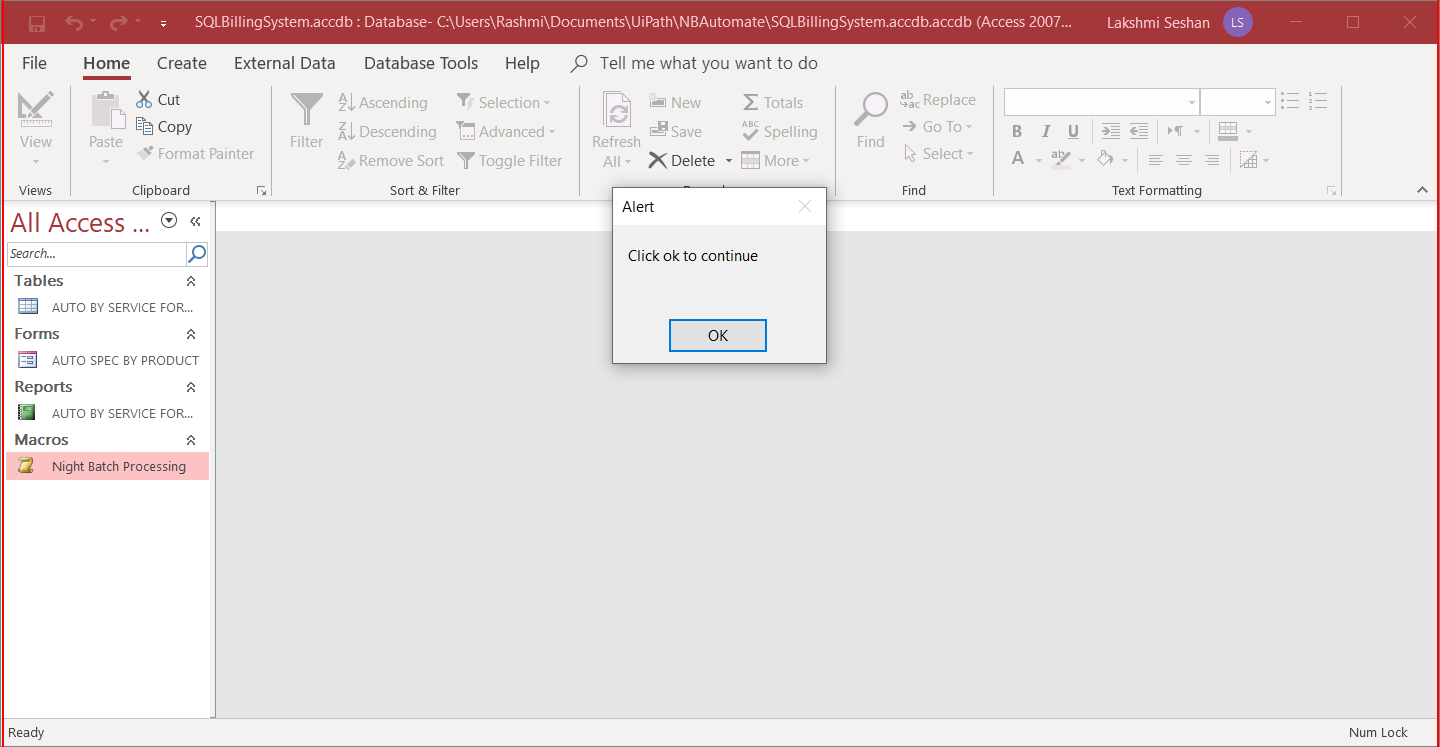 SQLBillingSystem.accdb : Database- C:\Users\Rashmi\Documents\UiPath\NBAutomate\SQLBillingSystem.accdb.accdb (Access 2007...
Lakshmi Seshan
LS
File
Home
Create
External Data
Database Tools
Help
Tell me what you want to do
View
Views
Paste
Cut
Copy
Format Painter
Clipboard
Filter
Ascending
Descending
Remove Sort
Selection
Advanced
Toggle Filter
Sort & Filter
Refresh
All
New
Save
Delete
Totals
Spelling
More
Find
Replace
Go To
Select
Find
B I U
A
Text Formatting
All Access ...
Search...
Tables
AUTO BY SERVICE FOR...
Forms
AUTO SPEC BY PRODUCT
Reports
AUTO BY SERVICE FOR...
Macros
Night Batch Processing
Alert
Click ok to continue
OK
Ready
Num Lock